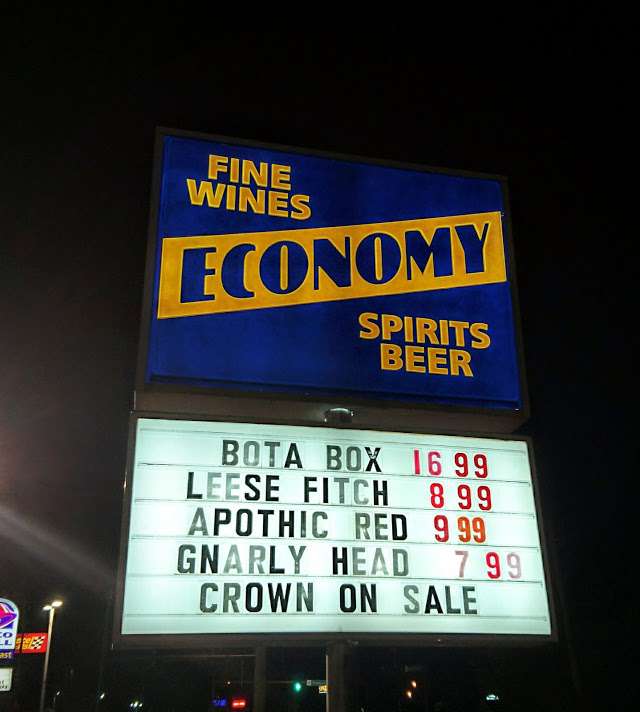 FINE
WINES
ECONOMY
SPIRITS
BEER
BOTA BOX 16 99
LEESE FITCH 8 99
APOTHIC RED 9 99
GNARLY HEAD 7 99
CROWN ON SALE